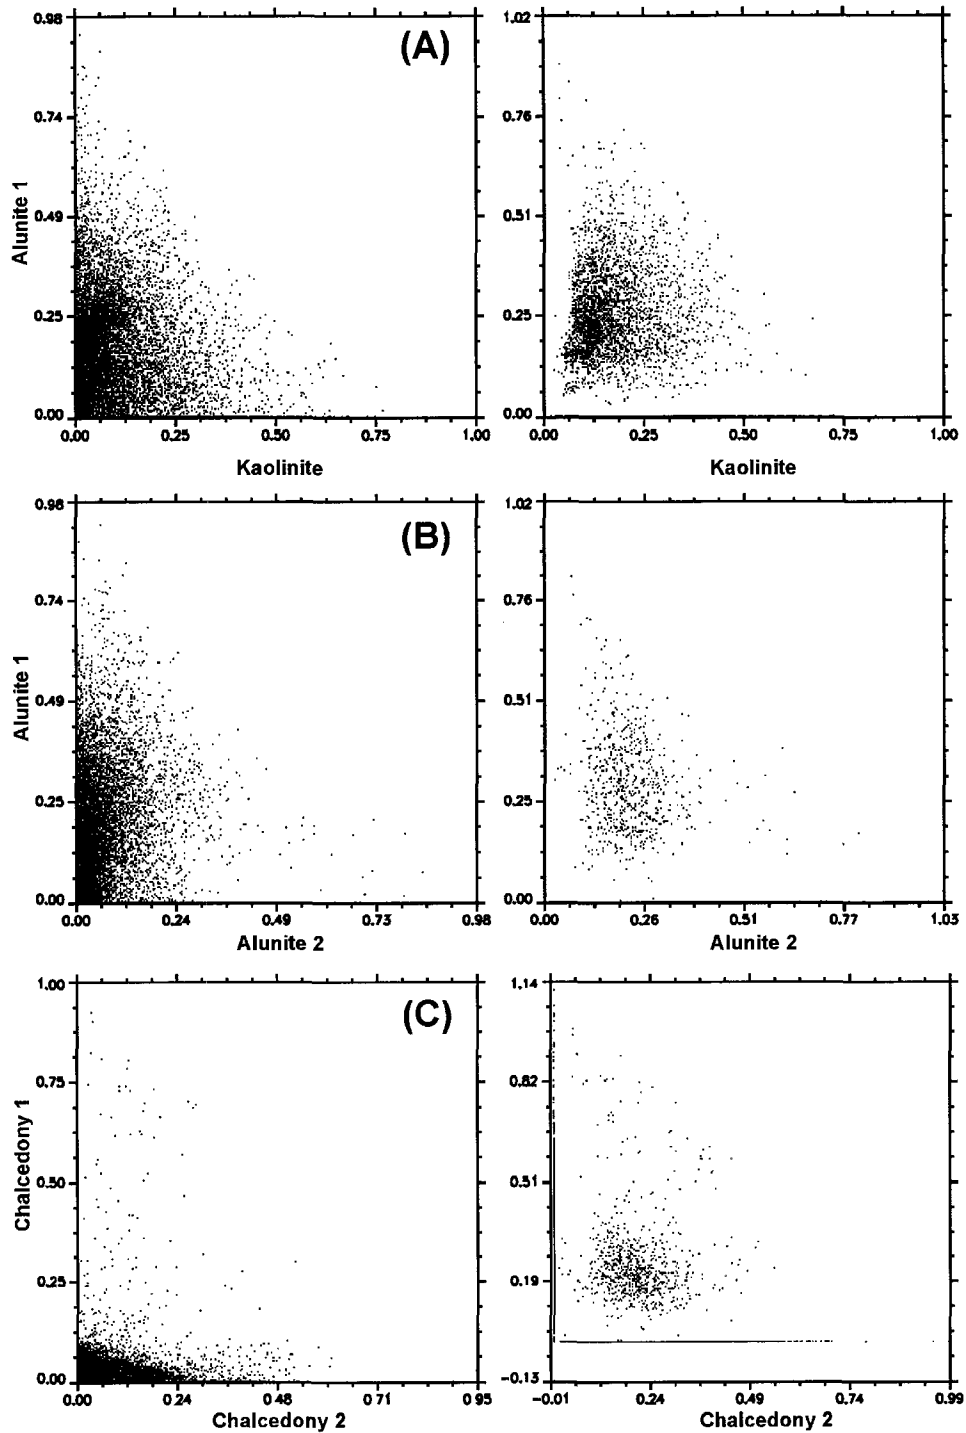 0.98
(A)
1.02
0.74
0.76
Alunite 1
0.49
0.51
0.25
0.25
0.00
0.00
0.00 0.25 0.50 0.75 1.00
0.00 0.25 0.50 0.75 1.00
Kaolinite
Kaolinite
0.98
(B)
1.02
0.74
0.76
Alunite 1
0.49
0.51
0.25
0.25
0.00
0.00
0.00 0.24 0.49 0.73 0.98
0.00 0.26 0.51 0.77 1.03
Alunite 2
Alunite 2
1.00
(C)
1.14
0.75
0.82
Chalcedony 1
0.50
0.51
0.25
0.19
0.00
-0.13
0.00 0.24 0.48 0.71 0.95
-0.01 0.24 0.49 0.74 0.99
Chalcedony 2
Chalcedony 2